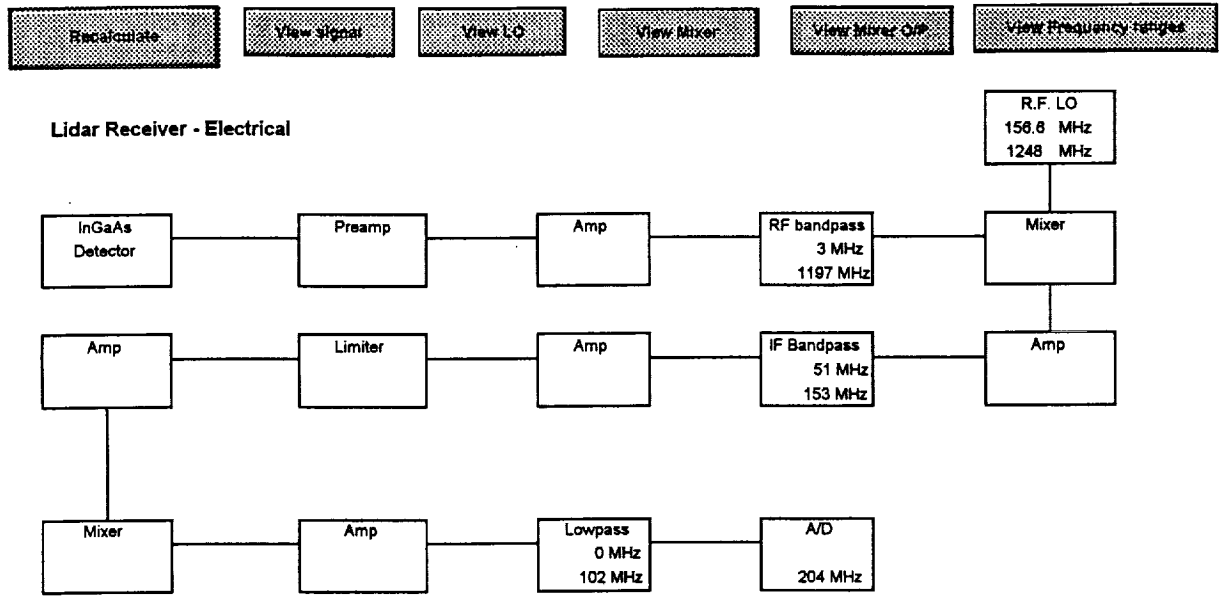 Recalculate
View signal
View LO
View Mixer
View Mixer O/P
View Frequency ranges
Lidar Receiver - Electrical
R.F. LO
156.6 MHz
1248 MHz
InGaAs
Detector
Preamp
Amp
RF bandpass
3 MHz
1197 MHz
Mixer
Amp
Limiter
Amp
IF Bandpass
51 MHz
153 MHz
Amp
Mixer
Amp
Lowpass
0 MHz
102 MHz
A/D
204 MHz